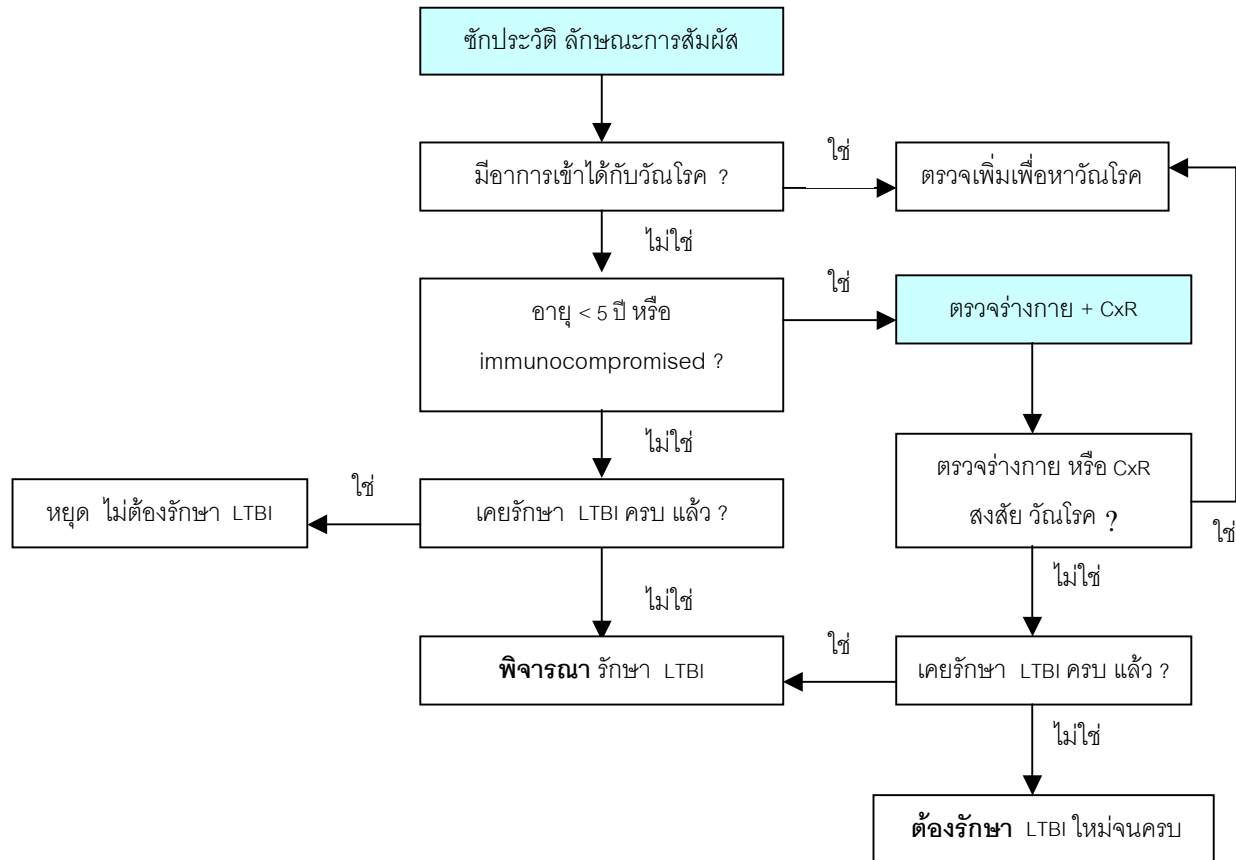 ซักประวัติ ลักษณะการสัมผัส
มีอาการเข้าได้กับวัณโรค ?
ใช่
ตรวจเพิ่มเพื่อหาวัณโรค
ไม่ใช่
อายุ < 5 ปี หรือ
immunocompromised ?
ใช่
ตรวจร่างกาย + CxR
ไม่ใช่
ตรวจร่างกาย หรือ CxR
สงสัย วัณโรค ?
ใช่
หยุด ไม่ต้องรักษา LTBI
ใช่
เคยรักษา LTBI ครบ แล้ว ?
ไม่ใช่
ไม่ใช่
พิจารณา รักษา LTBI
ใช่
เคยรักษา LTBI ครบ แล้ว ?
ไม่ใช่
ต้องรักษา LTBI ใหม่จนครบ